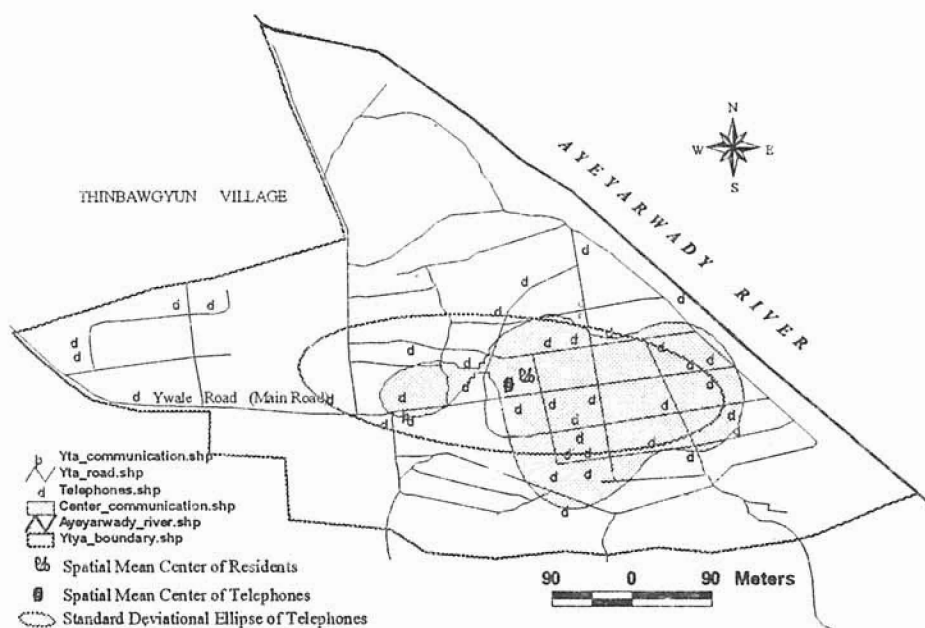 N
W E
S
AYEYARWADY RIVER
THINBAWGYUN VILLAGE
Ywale Road (Main Road)
Yta_communication.shp
Yta_road.shp
Telephones.shp
Center_communication.shp
Ayeyarwady_river.shp
Ytya_boundary.shp
Spatial Mean Center of Residents
Spatial Mean Center of Telephones
Standard Deviational Ellipse of Telephones
90 0 90 Meters